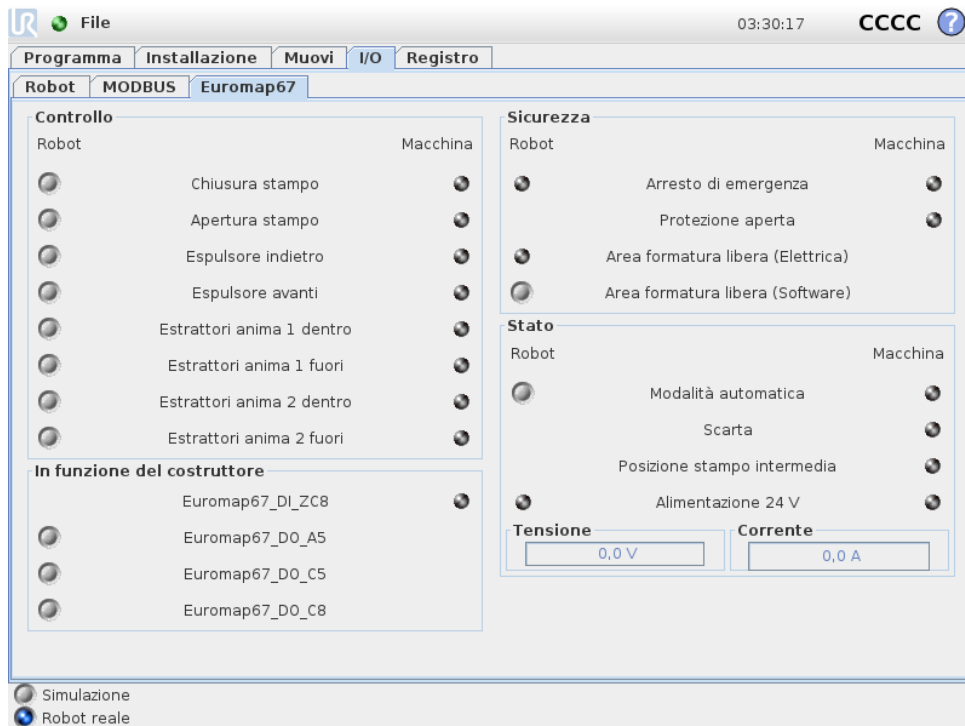 UR File 03:30:17 CCCC ?
Programma Installazione Muovi I/O Registro
Robot MODBUS Euromap67
Controllo
Robot Macchina
Chiusura stampo
Apertura stampo
Espulsore indietro
Espulsore avanti
Estrattori anima 1 dentro
Estrattori anima 1 fuori
Estrattori anima 2 dentro
Estrattori anima 2 fuori
In funzione del costruttore
Euromap67_DI_ZC8
Euromap67_DO_A5
Euromap67_DO_C5
Euromap67_DO_C8
Sicurezza
Robot Macchina
Arresto di emergenza
Protezione aperta
Area formatura libera (Elettrica)
Area formatura libera (Software)
Stato
Robot Macchina
Modalità automatica
Scarta
Posizione stampo intermedia
Alimentazione 24 V
Tensione Corrente
0,0 V 0,0 A
Simulazione
Robot reale